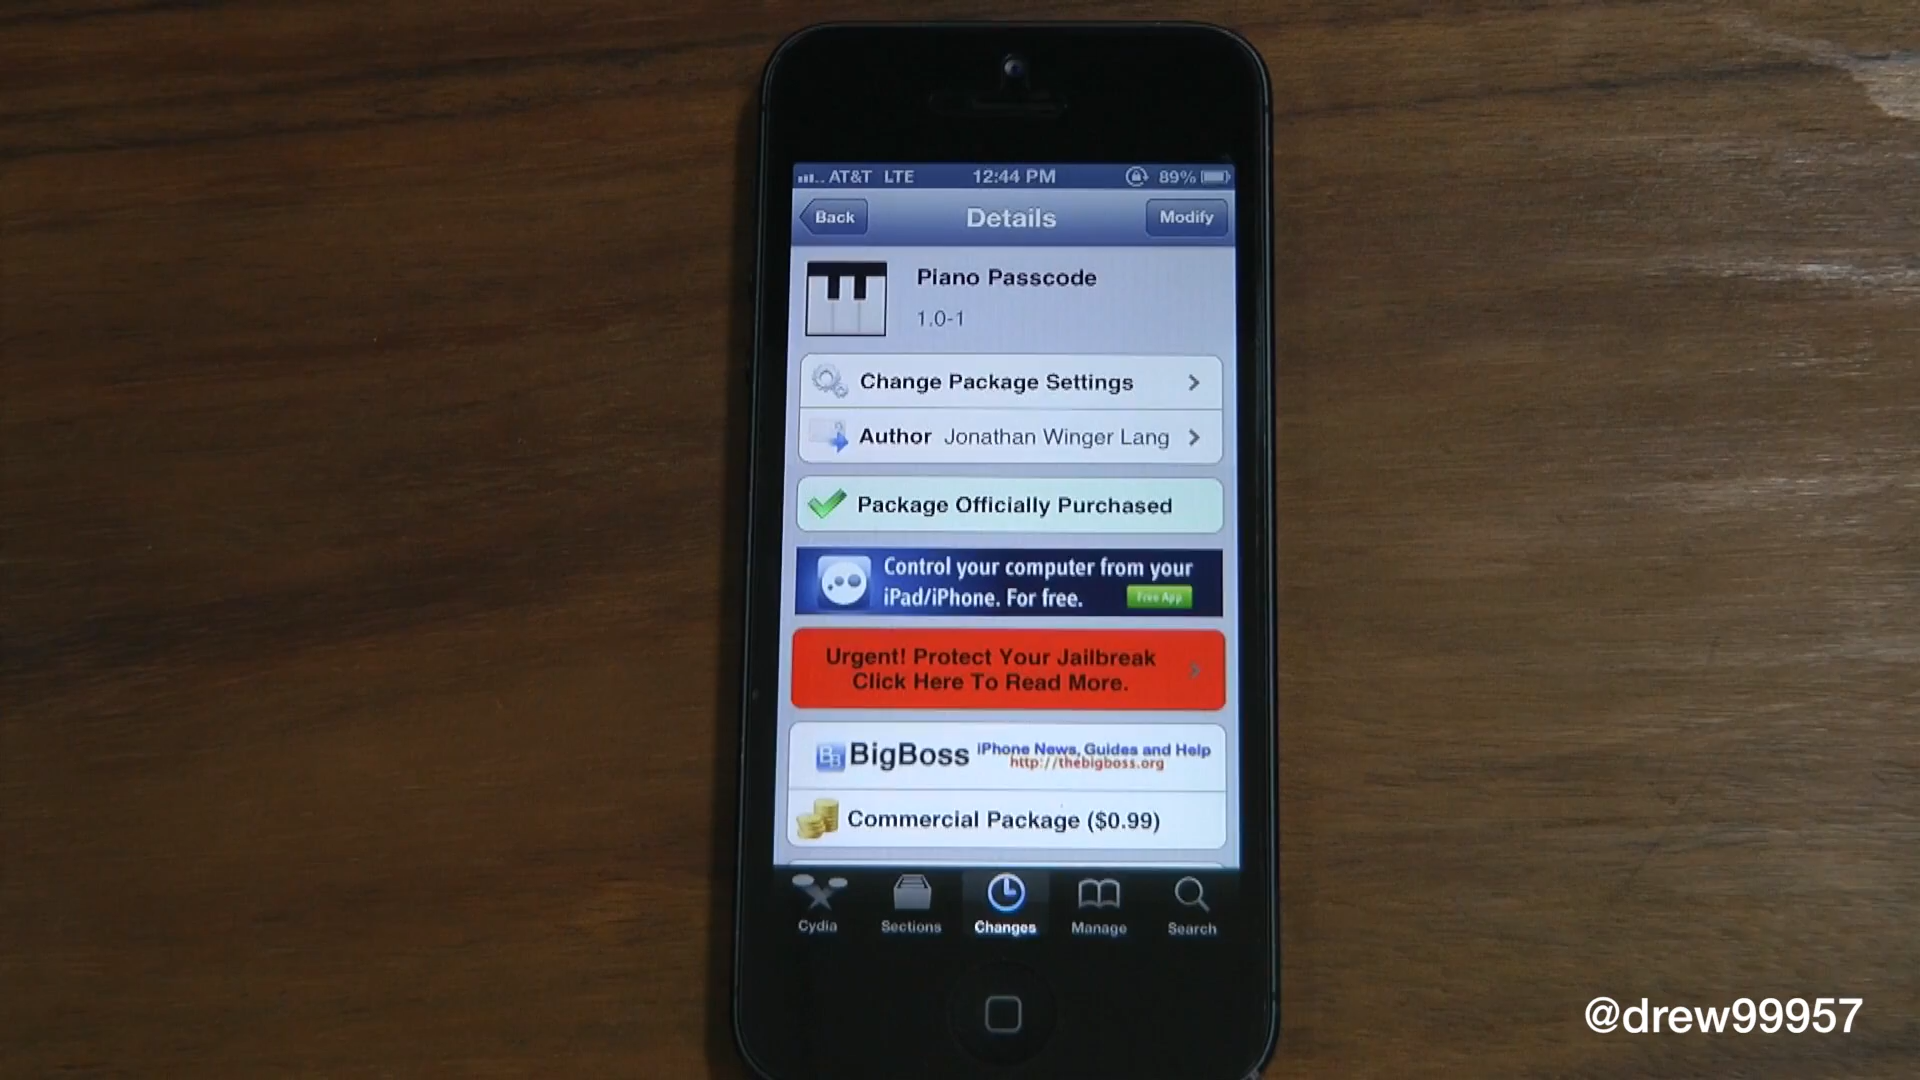 AT&T LTE 12:44 PM 89%
Back Details Modify
Piano Passcode
1.0-1
Change Package Settings
Author Jonathan Winger Lang
Package Officially Purchased
Control your computer from your
iPad/iPhone. For free. Free App
Urgent! Protect Your Jailbreak
Click Here To Read More.
BB BigBoss iPhone News, Guides and Help
http://thebigboss.org
Commercial Package ($0.99)
Cydia Sections Changes Manage Search
@drew99957